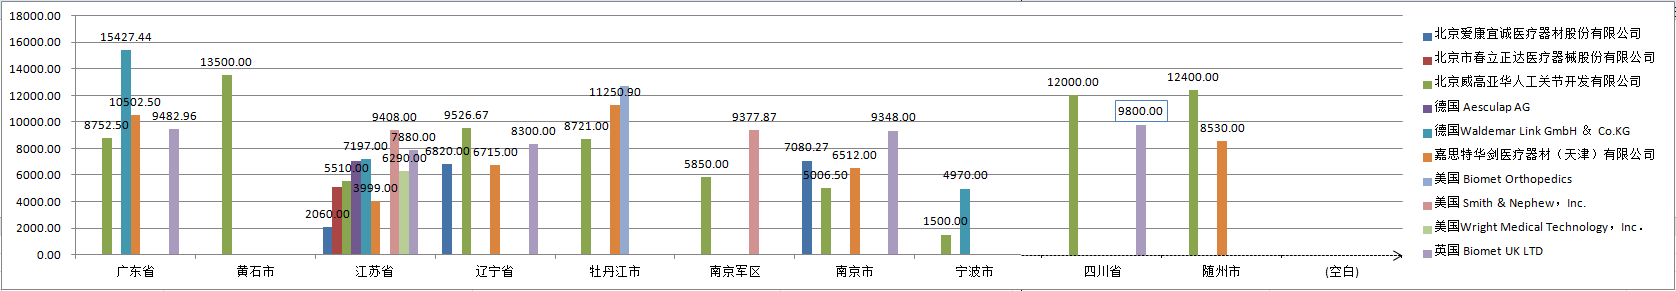 18000.00
16000.00
14000.00
12000.00
10000.00
8000.00
6000.00
4000.00
2000.00
0.00
8752.50
15427.44
10502.50
9482.96
13500.00
2060.00
5510.00
7197.00
3999.00
9408.00
6290.00
7880.00
6820.00
9526.67
6715.00
8300.00
8721.00
11250.90
5850.00
9377.87
7080.27
5006.50
6512.00
9348.00
1500.00
4970.00
12000.00
9800.00
12400.00
8530.00
广东省
黄石市
江苏省
辽宁省
牡丹江市
南京军区
南京市
宁波市
四川省
随州市
(空白)
北京爱康宜诚医疗器材股份有限公司
北京市春立正达医疗器械股份有限公司
北京威高亚华人工关节开发有限公司
德国 Aesculap AG
德国Waldemar Link GmbH ＆ Co.KG
嘉思特华剑医疗器材（天津）有限公司
美国 Biomet Orthopedics
美国 Smith & Nephew，Inc.
美国Wright Medical Technology，Inc．
英国 Biomet UK LTD